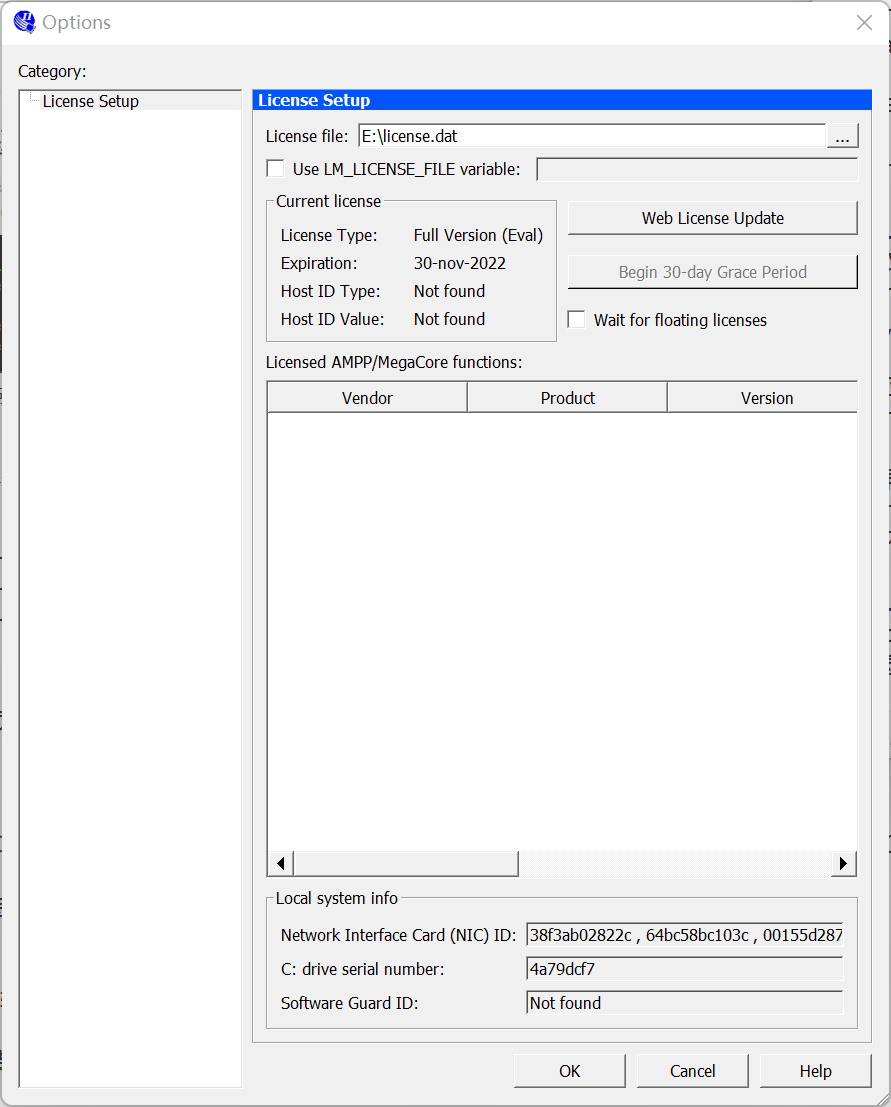 Options
Category:
License Setup
License Setup
License file: E:\license.dat ...
Use LM_LICENSE_FILE variable:
Current license
License Type: Full Version (Eval)
Expiration: 30-nov-2022
Host ID Type: Not found
Host ID Value: Not found
Web License Update
Begin 30-day Grace Period
Wait for floating licenses
Licensed AMPP/MegaCore functions:
Vendor Product Version
Local system info
Network Interface Card (NIC) ID: 38f3ab02822c , 64bc58bc103c , 00155d287
C: drive serial number: 4a79dcf7
Software Guard ID: Not found
OK Cancel Help